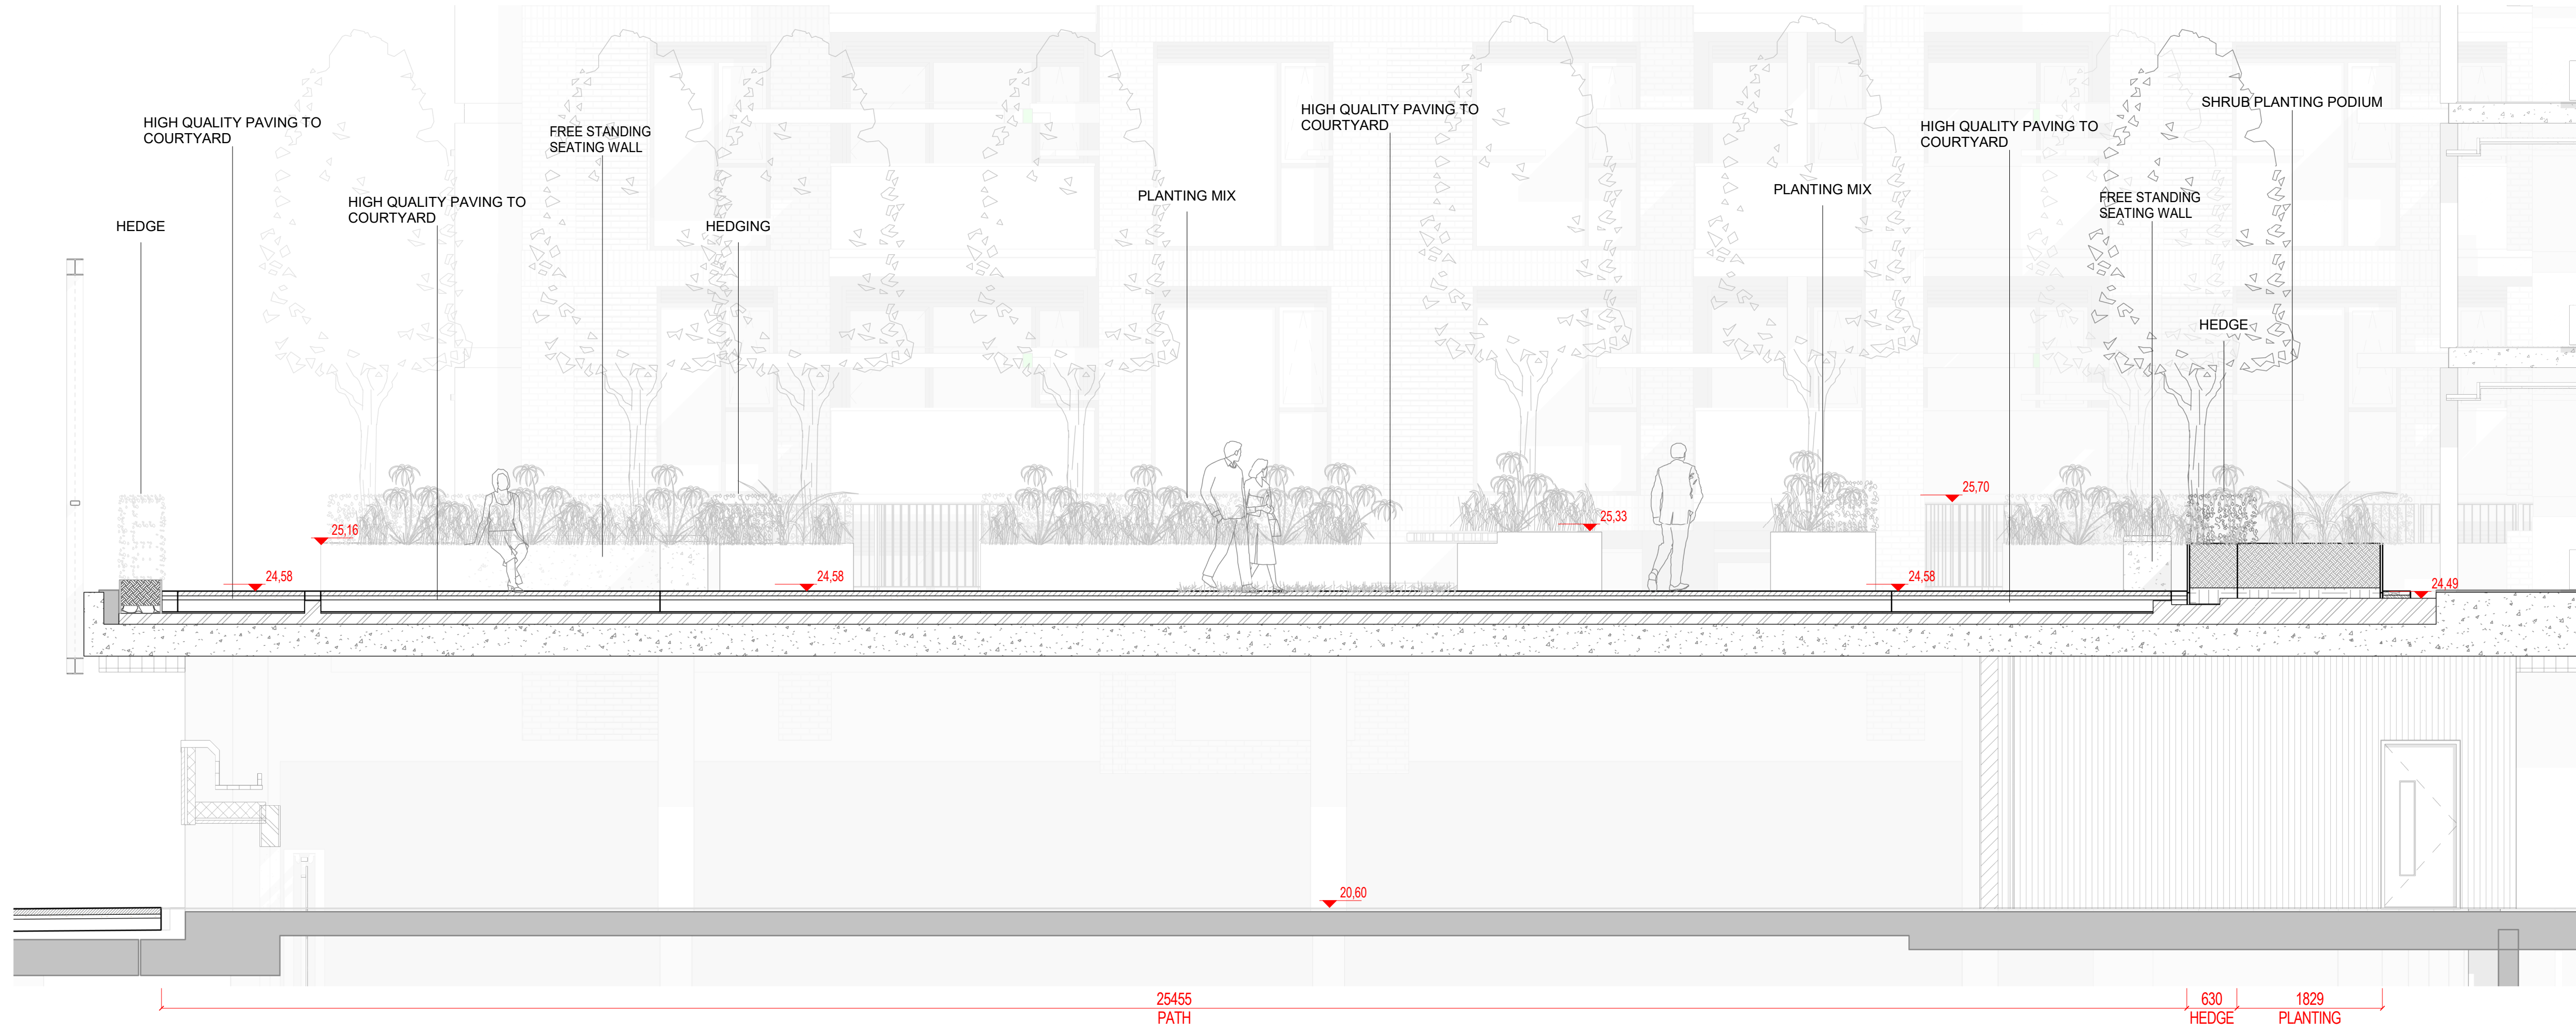 HIGH QUALITY PAVING TO
COURTYARD
HEDGE
HIGH QUALITY PAVING TO
COURTYARD
FREE STANDING
SEATING WALL
HEDGING
PLANTING MIX
HIGH QUALITY PAVING TO
COURTYARD
PLANTING MIX
HIGH QUALITY PAVING TO
COURTYARD
FREE STANDING
SEATING WALL
SHRUB PLANTING PODIUM
HEDGE
25,16
24,58
24,58
25,33
25,70
24,58
24,49
20,60
25455
PATH
630
HEDGE
1829
PLANTING